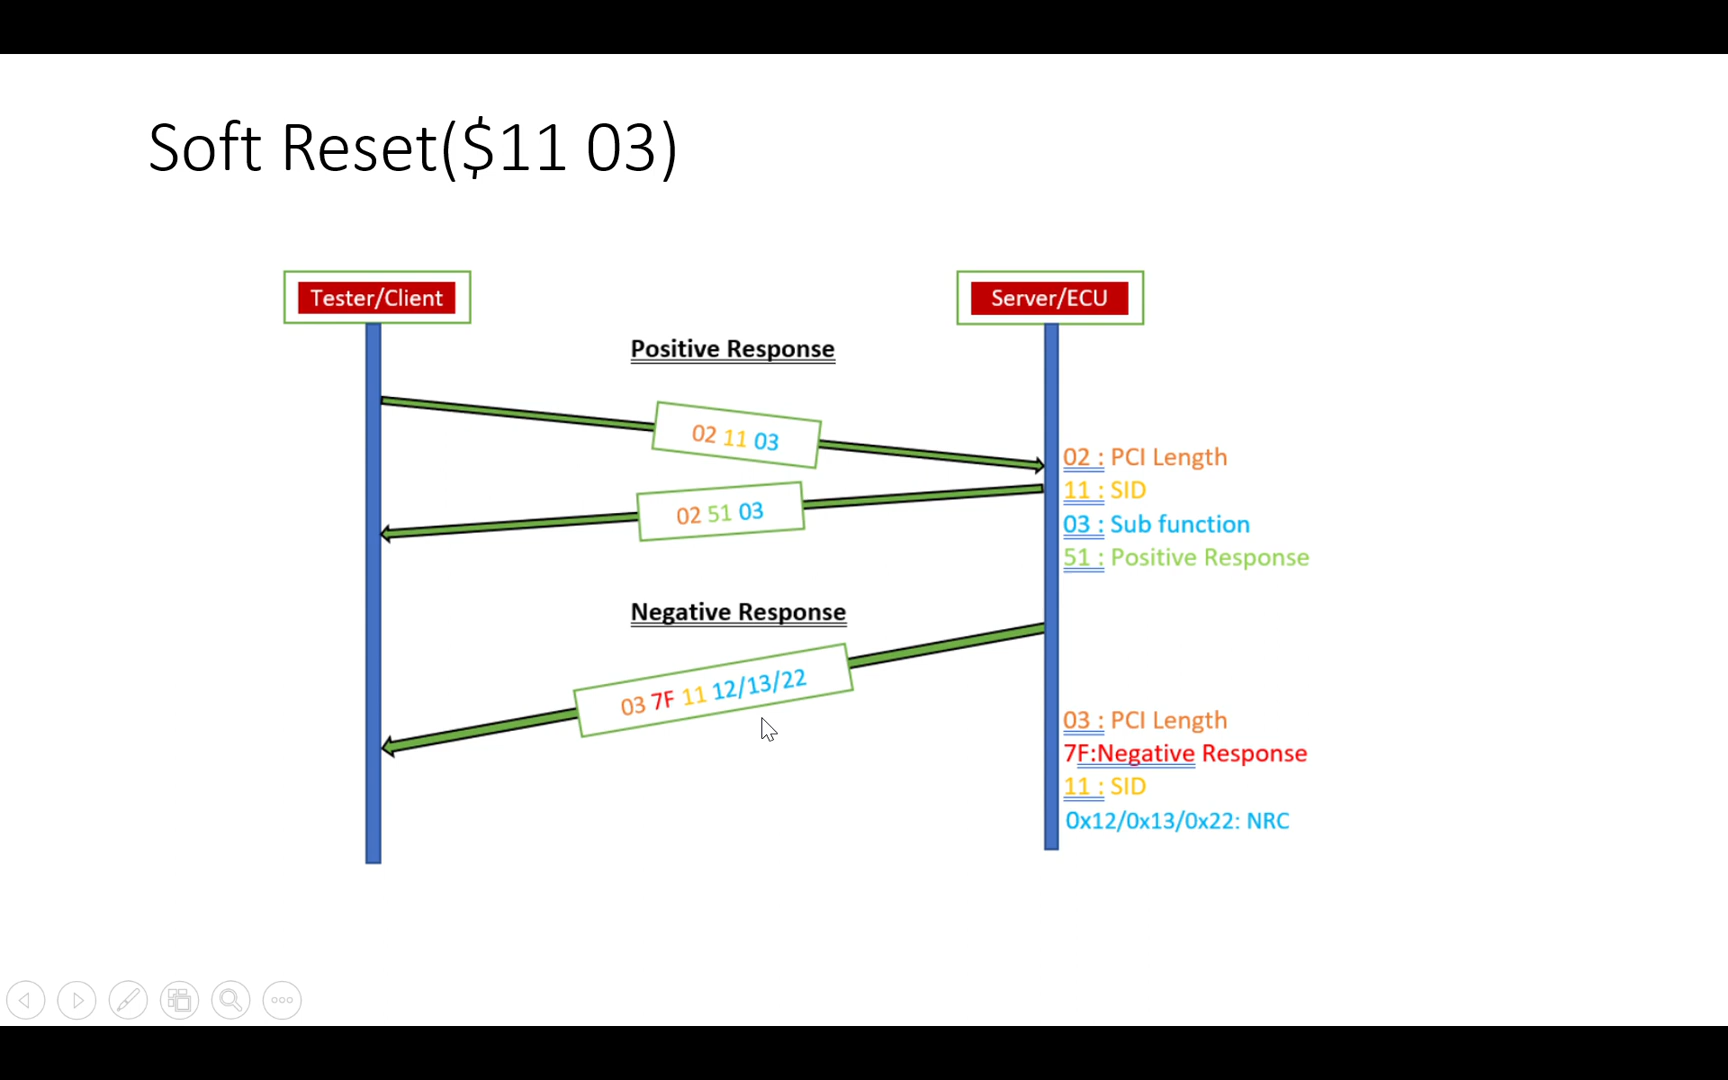 Soft Reset($11 03)
Tester/Client
Server/ECU
Positive Response
02 11 03
02 51 03
02 : PCI Length
11 : SID
03 : Sub function
51 : Positive Response
Negative Response
03 7F 11 12/13/22
03 : PCI Length
7F:Negative Response
11 : SID
0x12/0x13/0x22: NRC